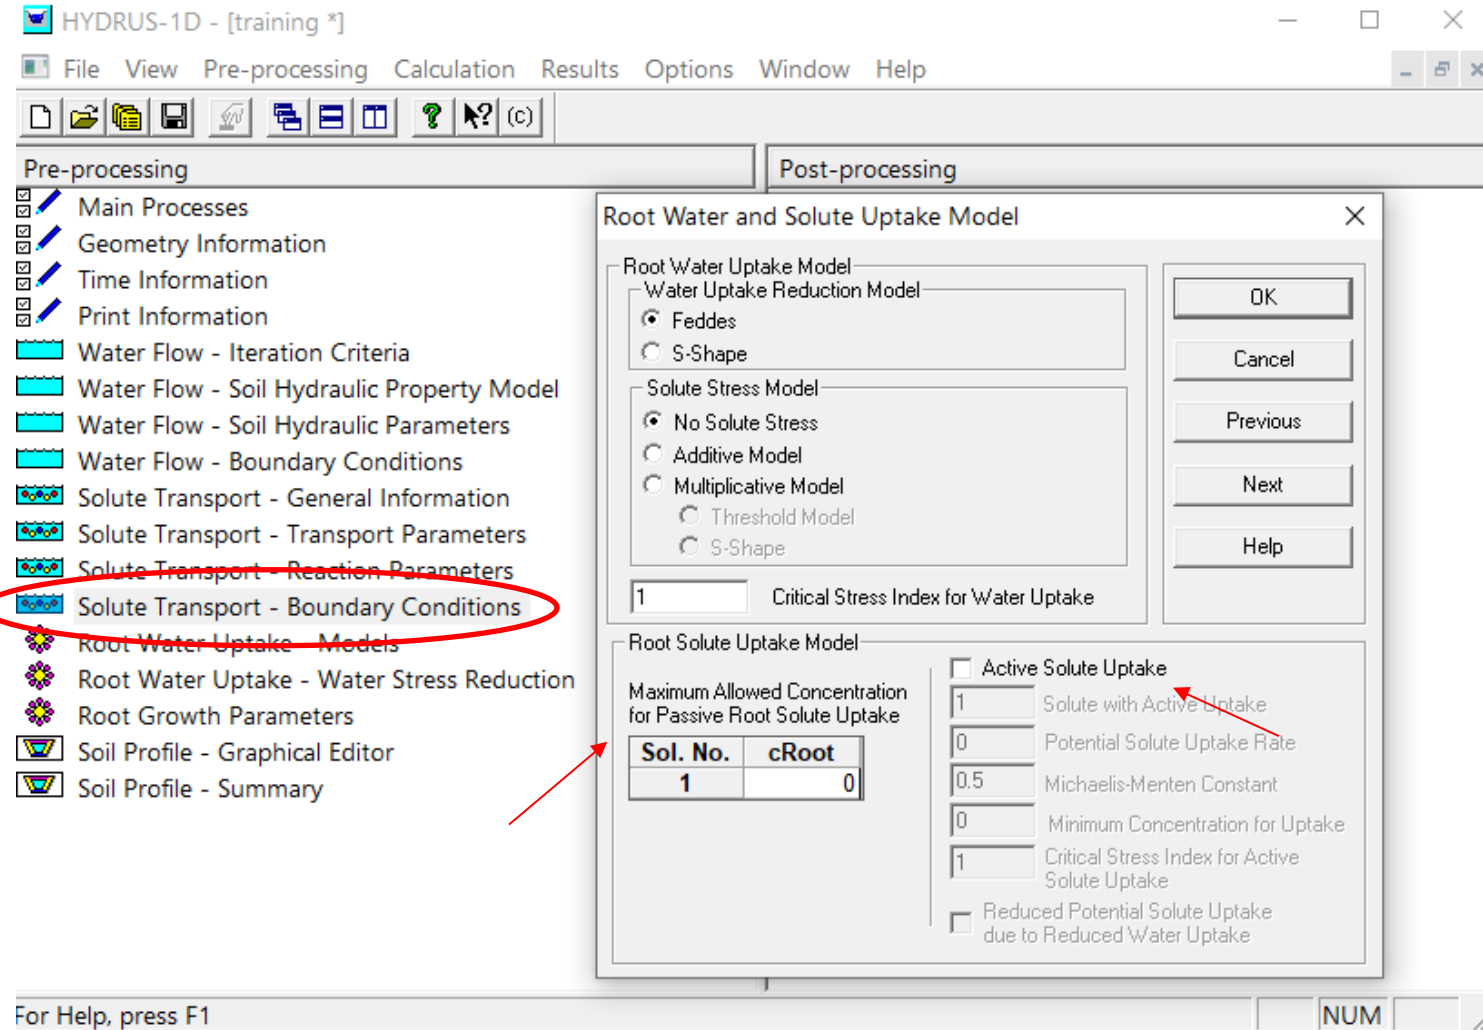 HYDRUS-1D - [training *]
File View Pre-processing Calculation Results Options Window Help
(c)
Pre-processing
Post-processing
Main Processes
Geometry Information
Time Information
Print Information
Water Flow - Iteration Criteria
Water Flow - Soil Hydraulic Property Model
Water Flow - Soil Hydraulic Parameters
Water Flow - Boundary Conditions
Solute Transport - General Information
Solute Transport - Transport Parameters
Solute Transport - Reaction Parameters
Solute Transport - Boundary Conditions
Root Water Uptake - Models
Root Water Uptake - Water Stress Reduction
Root Growth Parameters
Soil Profile - Graphical Editor
Soil Profile - Summary
Root Water and Solute Uptake Model
Root Water Uptake Model
Water Uptake Reduction Model
Feddes
S-Shape
Solute Stress Model
No Solute Stress
Additive Model
Multiplicative Model
Threshold Model
S-Shape
1 Critical Stress Index for Water Uptake
OK
Cancel
Previous
Next
Help
Root Solute Uptake Model
Maximum Allowed Concentration
for Passive Root Solute Uptake
Sol. No. cRoot
1 0
Active Solute Uptake
1 Solute with Active Uptake
0 Potential Solute Uptake Rate
0.5 Michaelis-Menten Constant
0 Minimum Concentration for Uptake
1 Critical Stress Index for Active
Solute Uptake
Reduced Potential Solute Uptake
due to Reduced Water Uptake
For Help, press F1
NUM